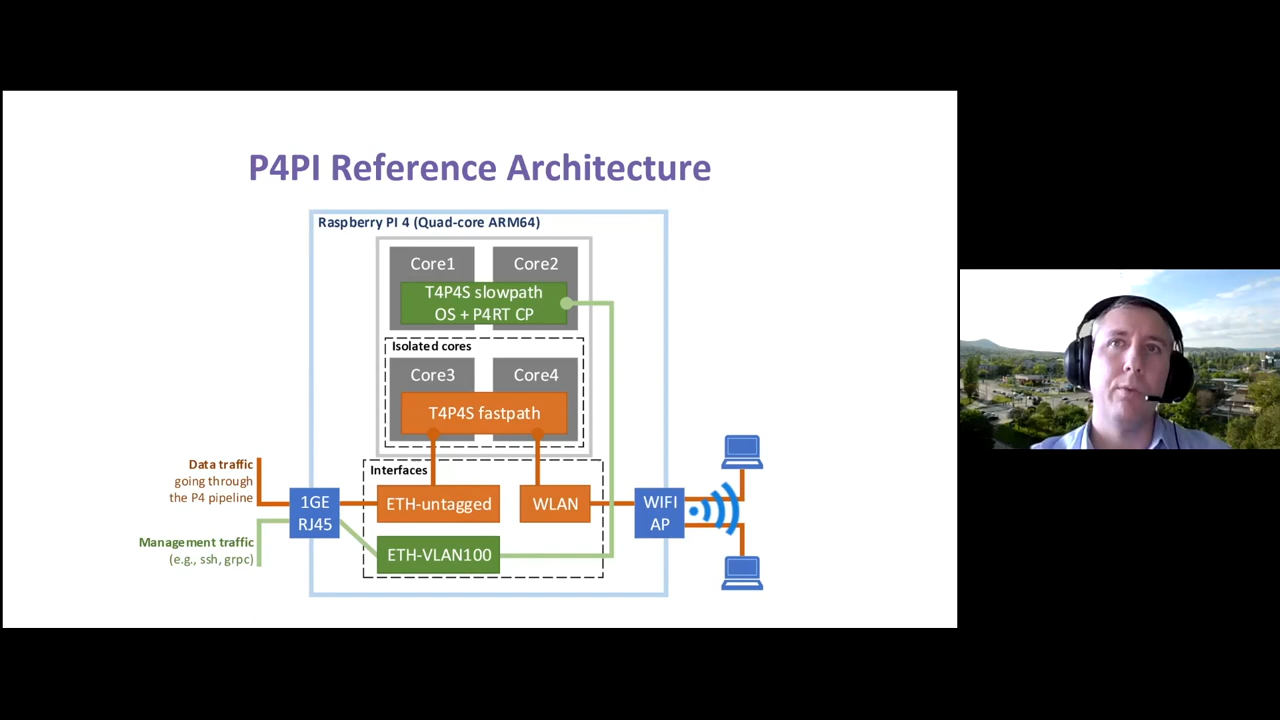 P4PI Reference Architecture
Raspberry PI 4 (Quad-core ARM64)
Core1
Core2
T4P4S slowpath
OS + P4RT CP
Isolated cores
Core3
Core4
T4P4S fastpath
Interfaces
Data traffic
going through
the P4 pipeline
1GE
RJ45
ETH-untagged
WLAN
WIFI
AP
Management traffic
(e.g., ssh, grpc)
ETH-VLAN100